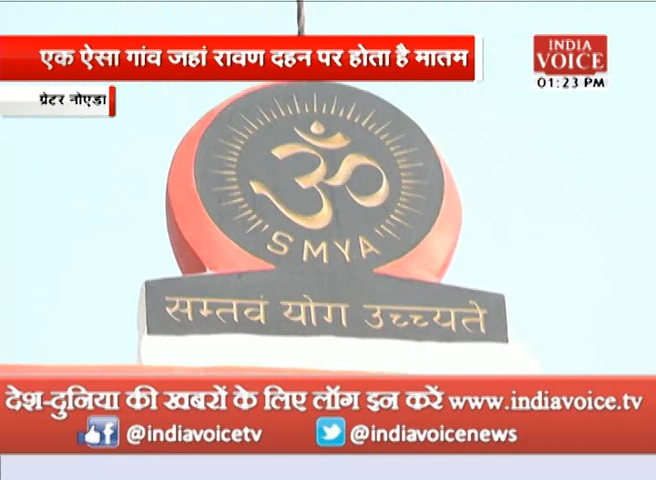 एक ऐसा गांव जहां रावण दहन पर होता है मातम
ग्रेटर नोएडा
INDIA
VOICE
01:23 PM
ॐ
SMYA
समत्वं योग उच्च्यते
देश-दुनिया की खबरों के लिए लॉग इन करें www.indiavoice.tv
@indiavoicetv
@indiavoicenews